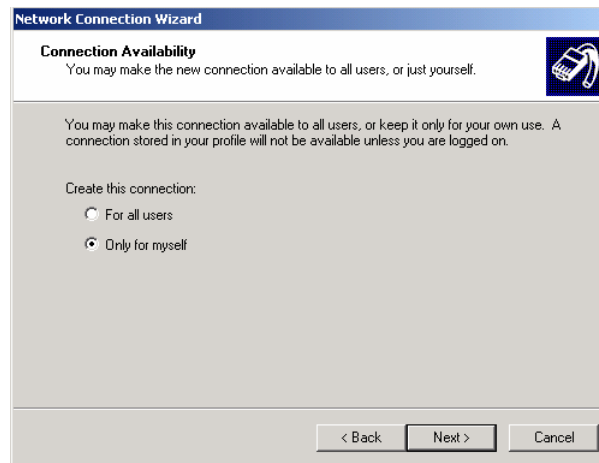 Network Connection Wizard
Connection Availability
You may make the new connection available to all users, or just yourself.
You may make this connection available to all users, or keep it only for your own use. A
connection stored in your profile will not be available unless you are logged on.
Create this connection:
For all users
Only for myself
< Back Next > Cancel